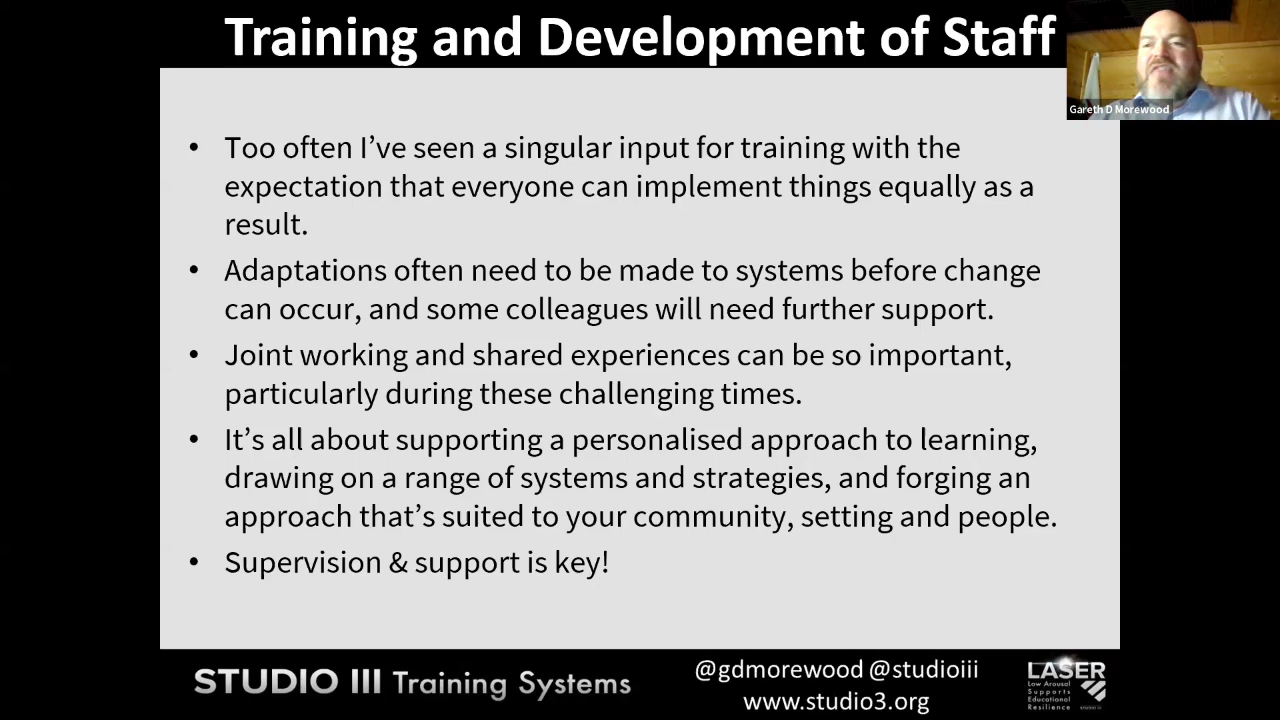 Training and Development of Staff
Gareth D Morewood
• Too often I’ve seen a singular input for training with the
expectation that everyone can implement things equally as a
result.
• Adaptations often need to be made to systems before change
can occur, and some colleagues will need further support.
• Joint working and shared experiences can be so important,
particularly during these challenging times.
• It’s all about supporting a personalised approach to learning,
drawing on a range of systems and strategies, and forging an
approach that’s suited to your community, setting and people.
• Supervision & support is key!
STUDIO III Training Systems
@gdmorewood @studioiii
www.studio3.org
LASER
Low Arousal
Supports
Educational
Resilience
STUDIO III